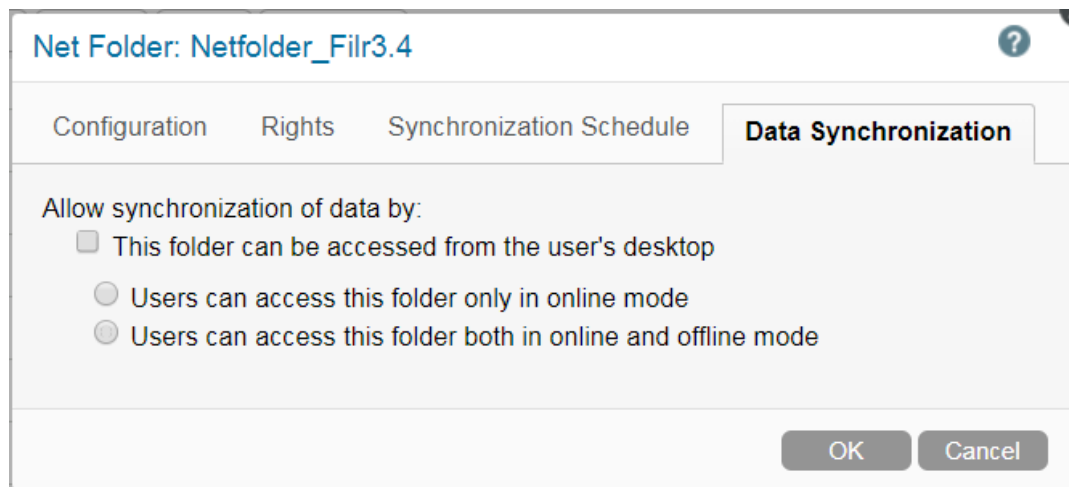 Net Folder: Netfolder_Filr3.4
?
Configuration Rights Synchronization Schedule Data Synchronization
Allow synchronization of data by:
This folder can be accessed from the user's desktop
Users can access this folder only in online mode
Users can access this folder both in online and offline mode
OK Cancel